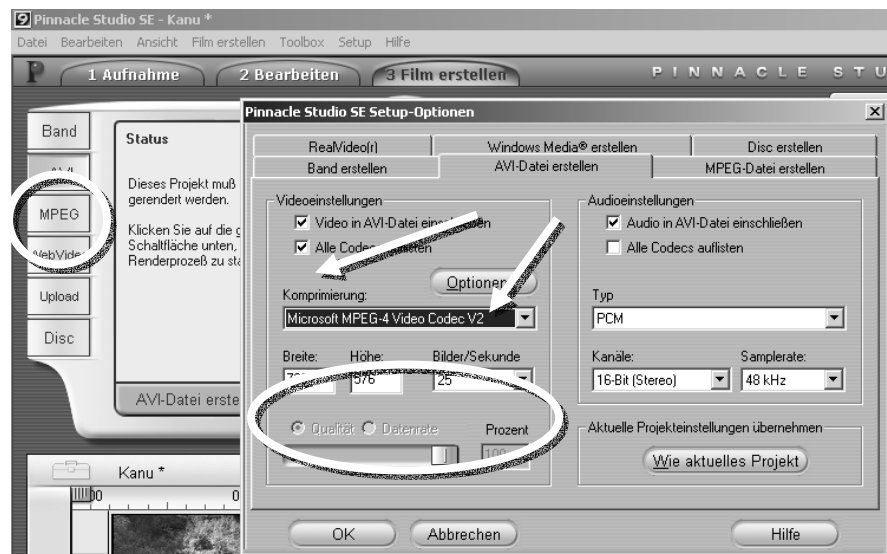 Pinnacle Studio SE - Kanu *
Datei Bearbeiten Ansicht Film erstellen Toolbox Setup Hilfe
1 Aufnahme 2 Bearbeiten 3 Film erstellen PINNACLE STU
Band
MPEG
WebVideo
Upload
Disc
Status
Dieses Projekt muß
gerendert werden.
Klicken Sie auf die g
Schaltfläche unten,
Renderprozeß zu sta
AVI-Datei erste
Kanu *
Pinnacle Studio SE Setup-Optionen
RealVideo(r) Windows Media® erstellen Disc erstellen
Band erstellen AVI-Datei erstellen MPEG-Datei erstellen
Videoeinstellungen
Video in AVI-Datei
Alle Codecs
Optionen
Komprimierung:
Microsoft MPEG-4 Video Codec V2
Breite: Höhe: Bilder/Sekunde
576 25
Qualität Datenrate Prozent
100
Audioeinstellungen
Audio in AVI-Datei einschließen
Alle Codecs auflisten
Typ
PCM
Kanäle: Samplerate:
16-Bit (Stereo) 48 kHz
Aktuelle Projekteinstellungen übernehmen
Wie aktuelles Projekt
OK Abbrechen Hilfe